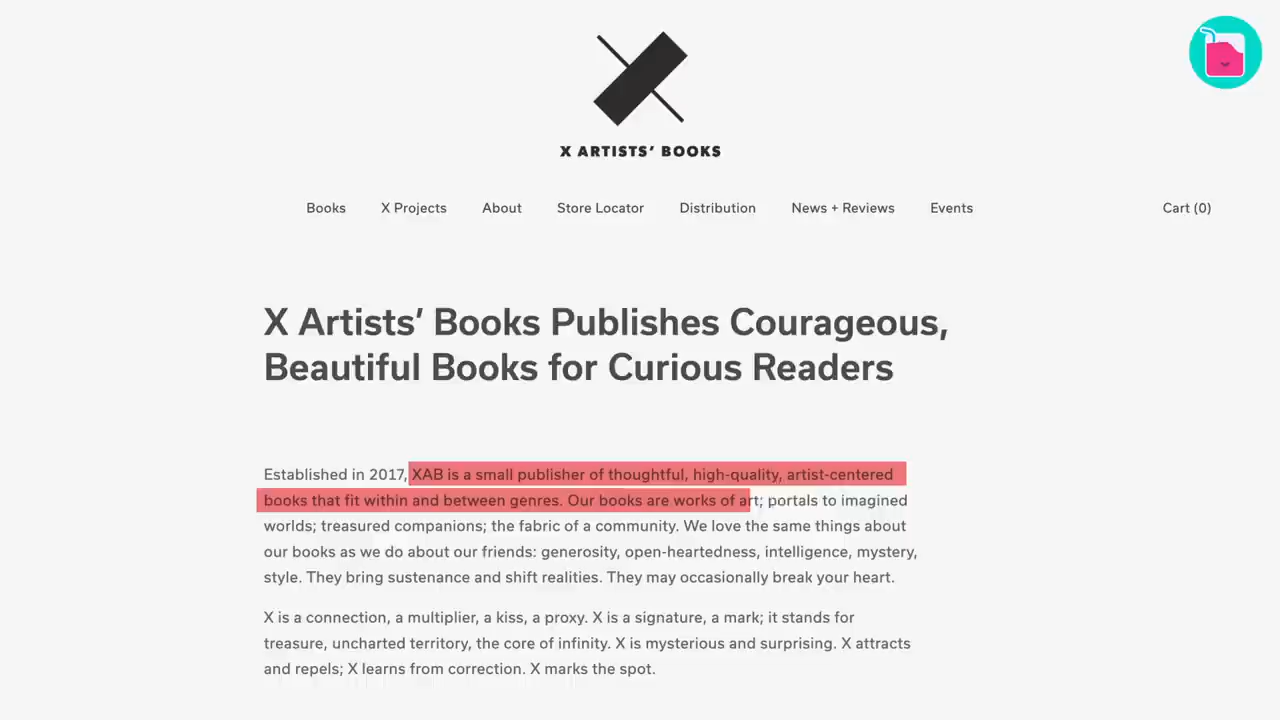 X ARTISTS’ BOOKS
Books X Projects About Store Locator Distribution News + Reviews Events Cart (0)
X Artists’ Books Publishes Courageous,
Beautiful Books for Curious Readers
Established in 2017, XAB is a small publisher of thoughtful, high-quality, artist-centered
books that fit within and between genres. Our books are works of art; portals to imagined
worlds; treasured companions; the fabric of a community. We love the same things about
our books as we do about our friends: generosity, open-heartedness, intelligence, mystery,
style. They bring sustenance and shift realities. They may occasionally break your heart.
X is a connection, a multiplier, a kiss, a proxy. X is a signature, a mark; it stands for
treasure, uncharted territory, the core of infinity. X is mysterious and surprising. X attracts
and repels; X learns from correction. X marks the spot.